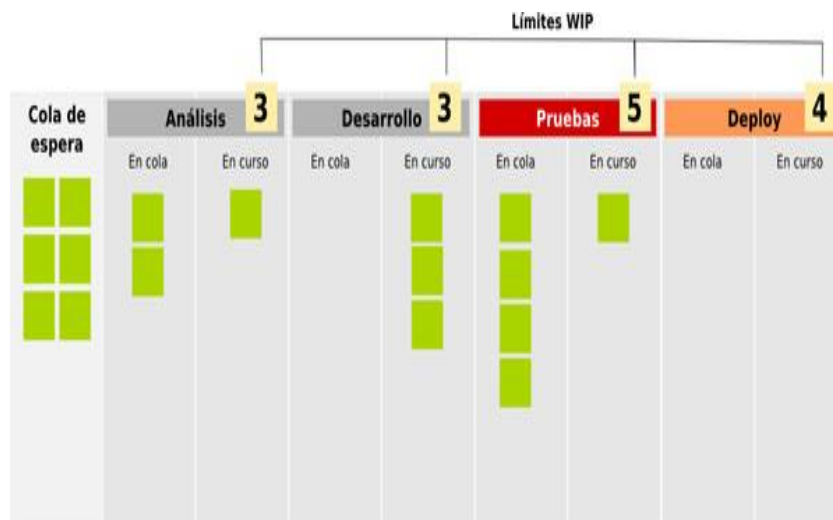 Límites WIP
Cola de
espera
Análisis 3
Desarrollo 3
Pruebas 5
Deploy 4
En cola
En curso
En cola
En curso
En cola
En curso
En cola
En curso